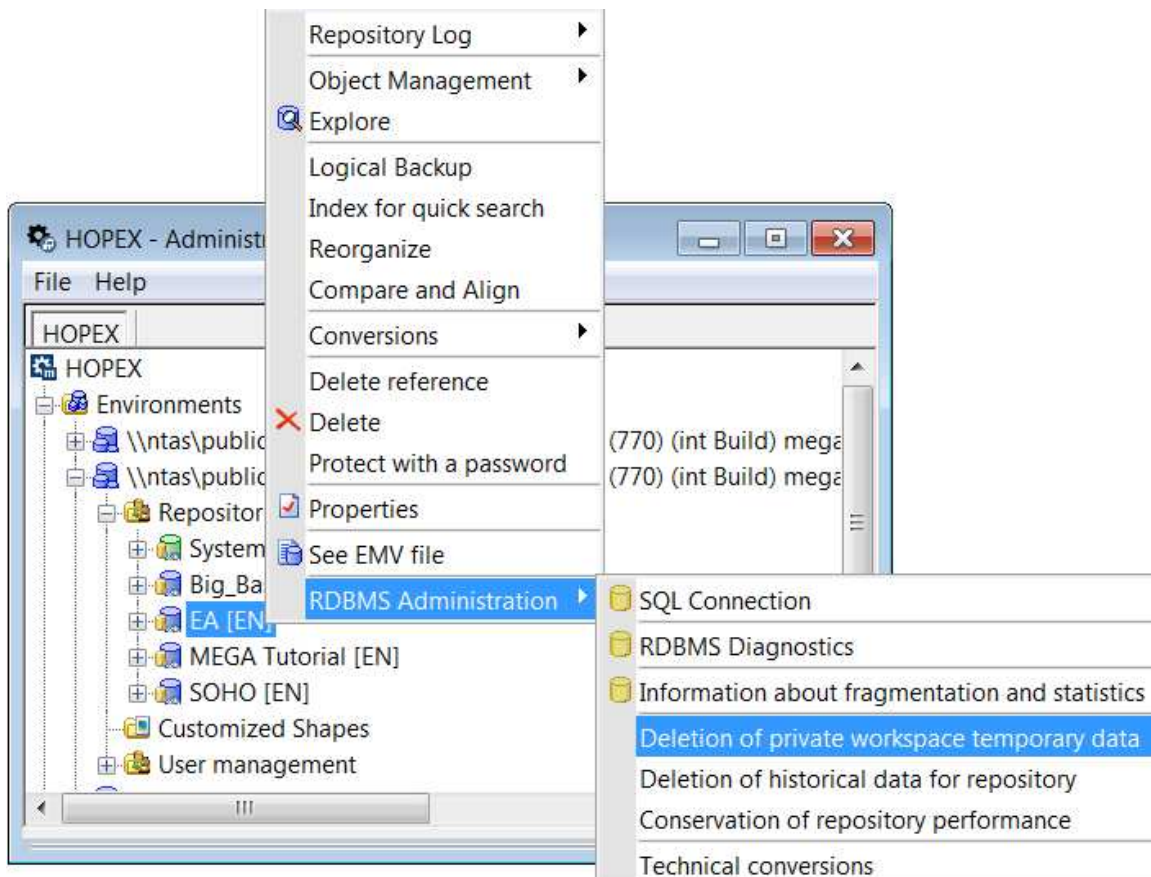 Repository Log
Object Management
Explore
Logical Backup
Index for quick search
Reorganize
Compare and Align
Conversions
Delete reference
Delete
Protect with a password
Properties
See EMV file
RDBMS Administration
SQL Connection
RDBMS Diagnostics
Information about fragmentation and statistics
Deletion of private workspace temporary data
Deletion of historical data for repository
Conservation of repository performance
Technical conversions
HOPEX - Administ
File Help
HOPEX
HOPEX
Environments
\\ntas\public (770) (int Build) mega
\\ntas\public (770) (int Build) mega
Repositor
System
Big_Ba
EA [EN]
MEGA Tutorial [EN]
SOHO [EN]
Customized Shapes
User management